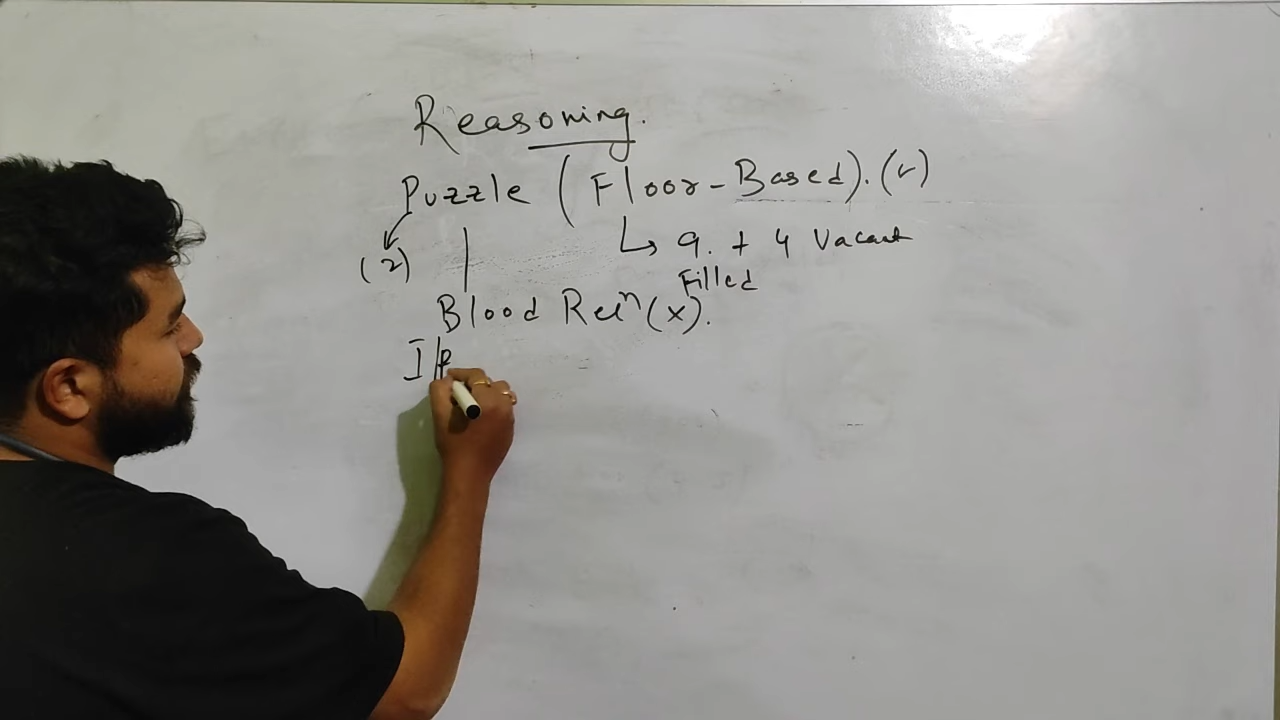 Reasoning.
Puzzle (Floor-Based). (✓)
(2) ↳ 9. + 4 Vacant
Filled
Blood Reln (x).
I/P